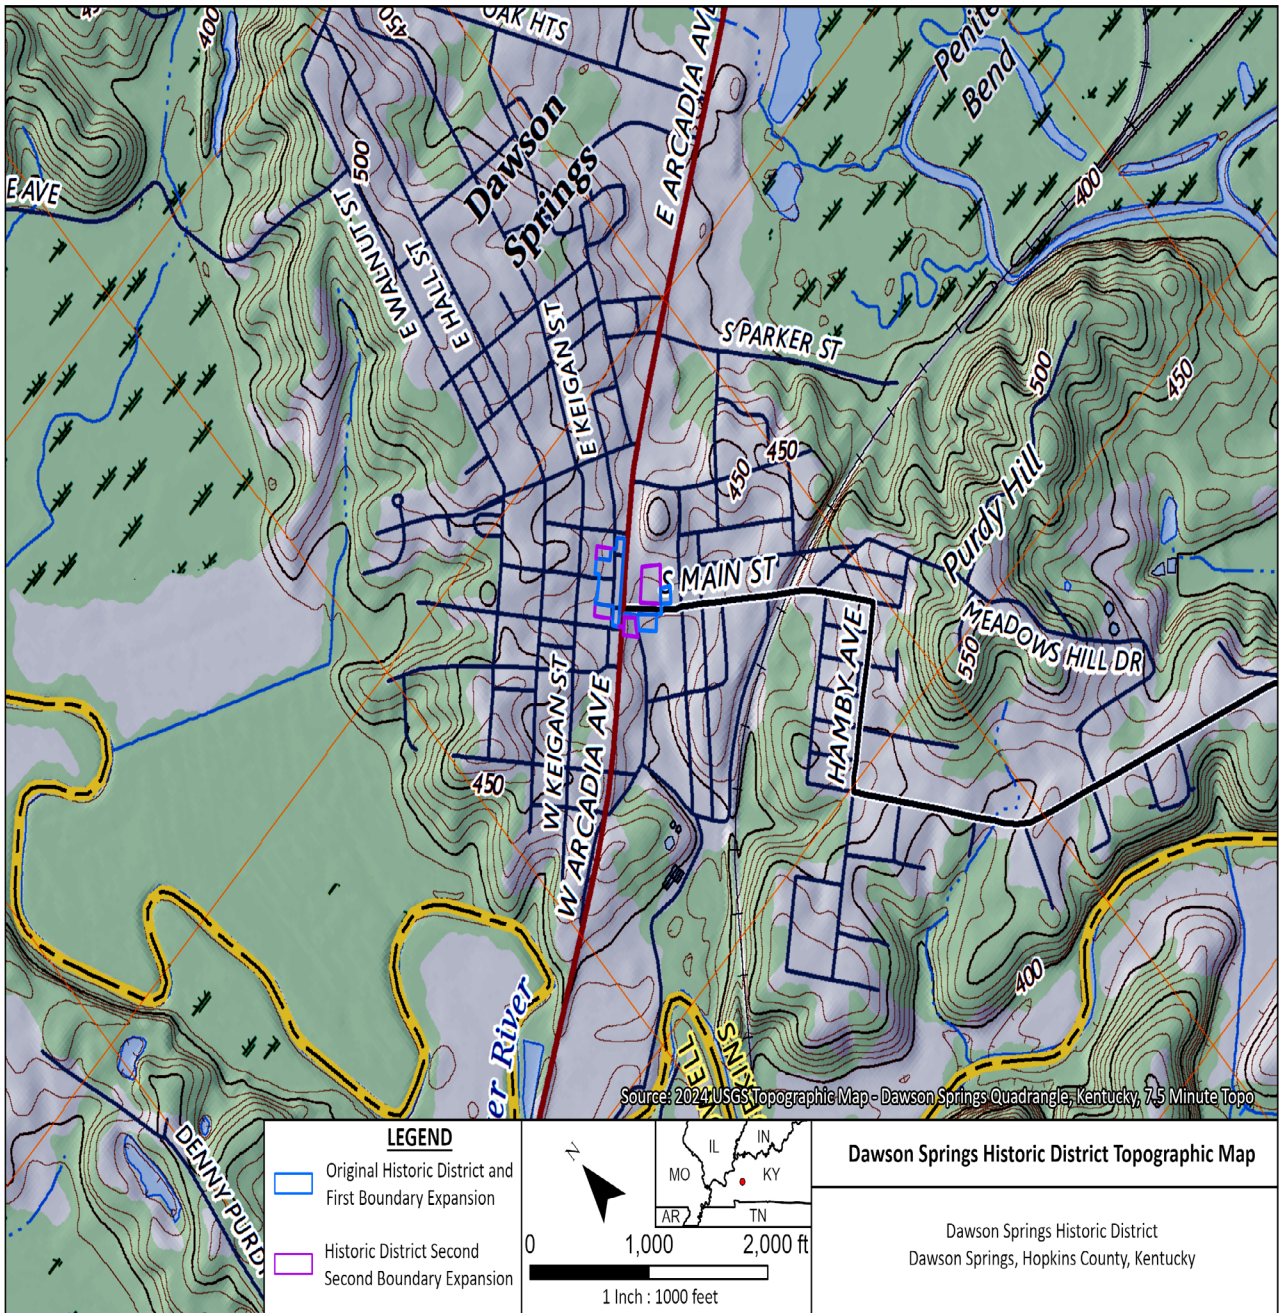 450
400
450
OAK HTS
E ARCADIA AVE
Penite
Bend
Dawson
Springs
500
400
E AVE
E WALNUT ST
E HALL ST
E KEIGAN ST
S PARKER ST
500
450
450
450
Purdy Hill
S MAIN ST
MEADOWS HILL DR
HAMBY AVE
550
W KEIGAN ST
W ARCADIA AVE
450
400
er River
KINS
WELL
DENNY PURDY
Source: 2024 USGS Topographic Map - Dawson Springs Quadrangle, Kentucky, 7.5 Minute Topo
LEGEND
Original Historic District and
First Boundary Expansion
Historic District Second
Second Boundary Expansion
N
IL
IN
MO
KY
AR
TN
0 1,000 2,000 ft
1 Inch : 1000 feet
Dawson Springs Historic District Topographic Map
Dawson Springs Historic District
Dawson Springs, Hopkins County, Kentucky